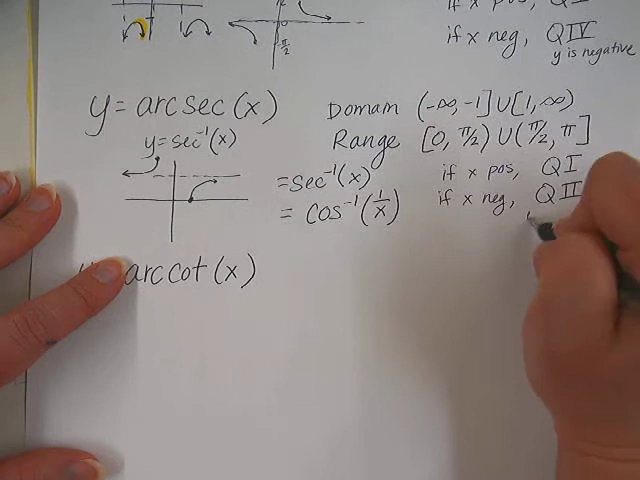 if x pos, Q
if x neg, QIV
y is negative
π/2
y = arcsec(x)
Domain (-∞, -1] U [1, ∞)
y = sec⁻¹(x)
Range [0, π/2) U (π/2, π]
= sec⁻¹(x)
if x pos, QI
= cos⁻¹(1/x)
if x neg, QII
arccot(x)